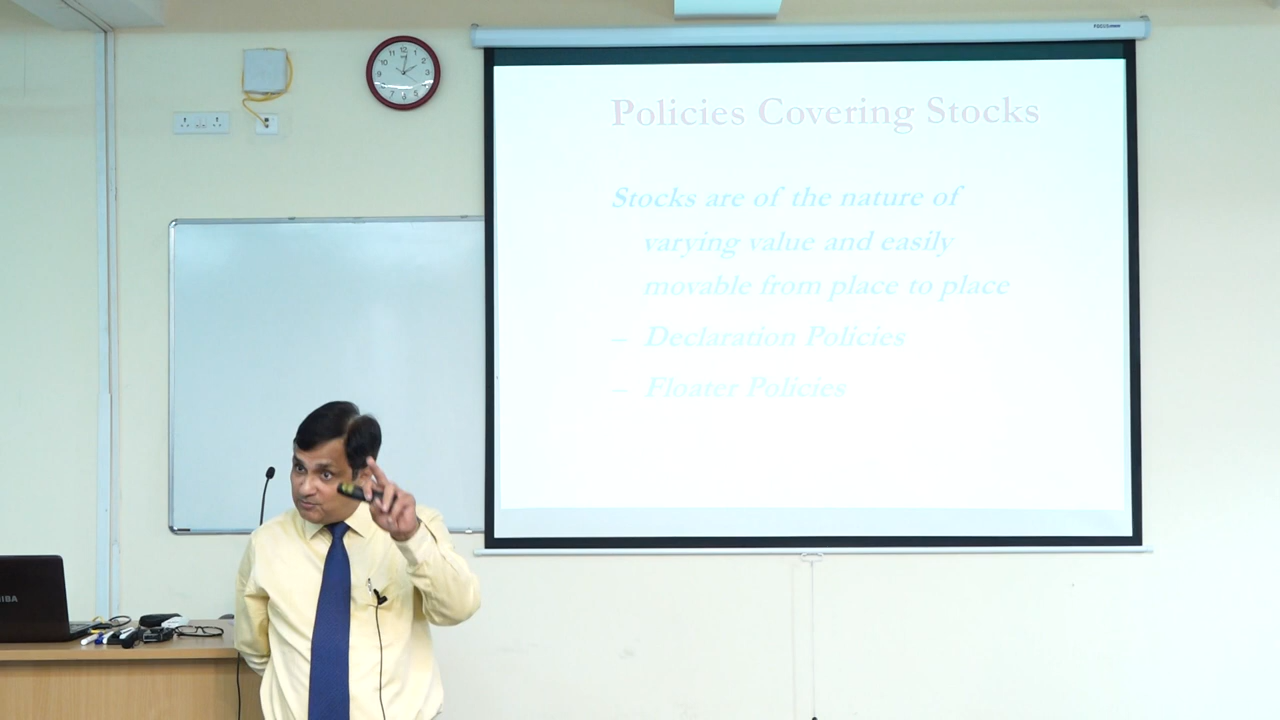 Policies Covering Stocks
Stocks are of the nature of
varying value and easily
movable from place to place
– Declaration Policies
– Floater Policies